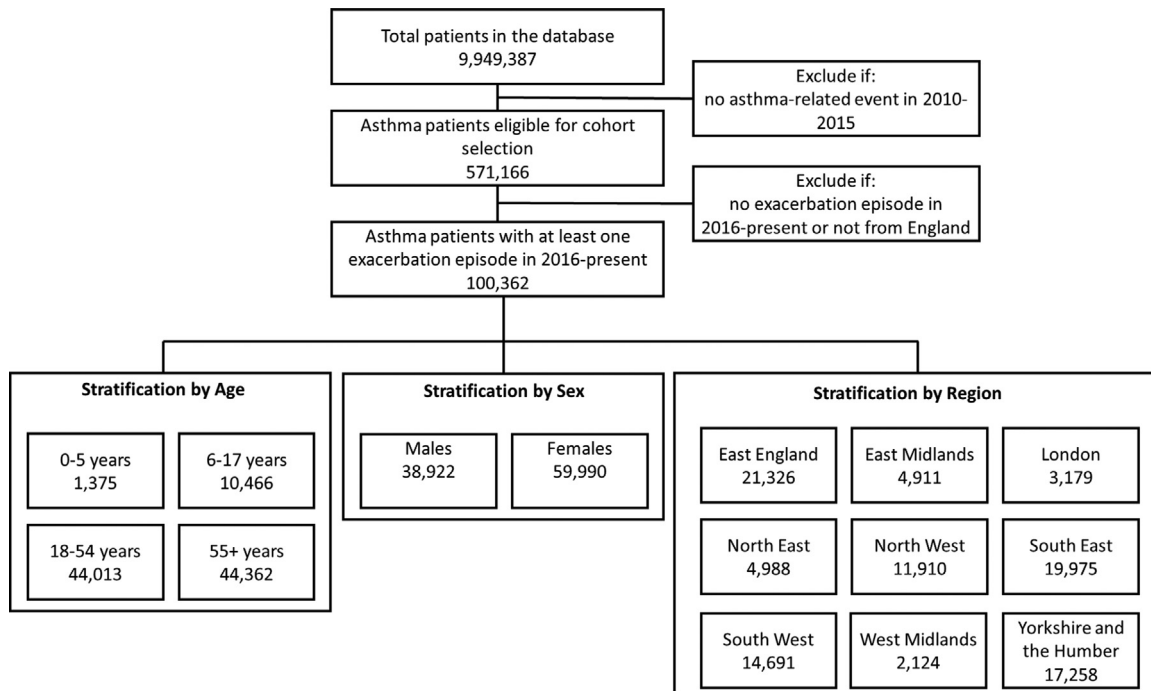 Total patients in the database
9,949,387
Exclude if:
no asthma-related event in 2010-
2015
Asthma patients eligible for cohort
selection
571,166
Exclude if:
no exacerbation episode in
2016-present or not from England
Asthma patients with at least one
exacerbation episode in 2016-present
100,362
Stratification by Age
0-5 years
1,375
6-17 years
10,466
18-54 years
44,013
55+ years
44,362
Stratification by Sex
Males
38,922
Females
59,990
Stratification by Region
East England
21,326
East Midlands
4,911
London
3,179
North East
4,988
North West
11,910
South East
19,975
South West
14,691
West Midlands
2,124
Yorkshire and
the Humber
17,258